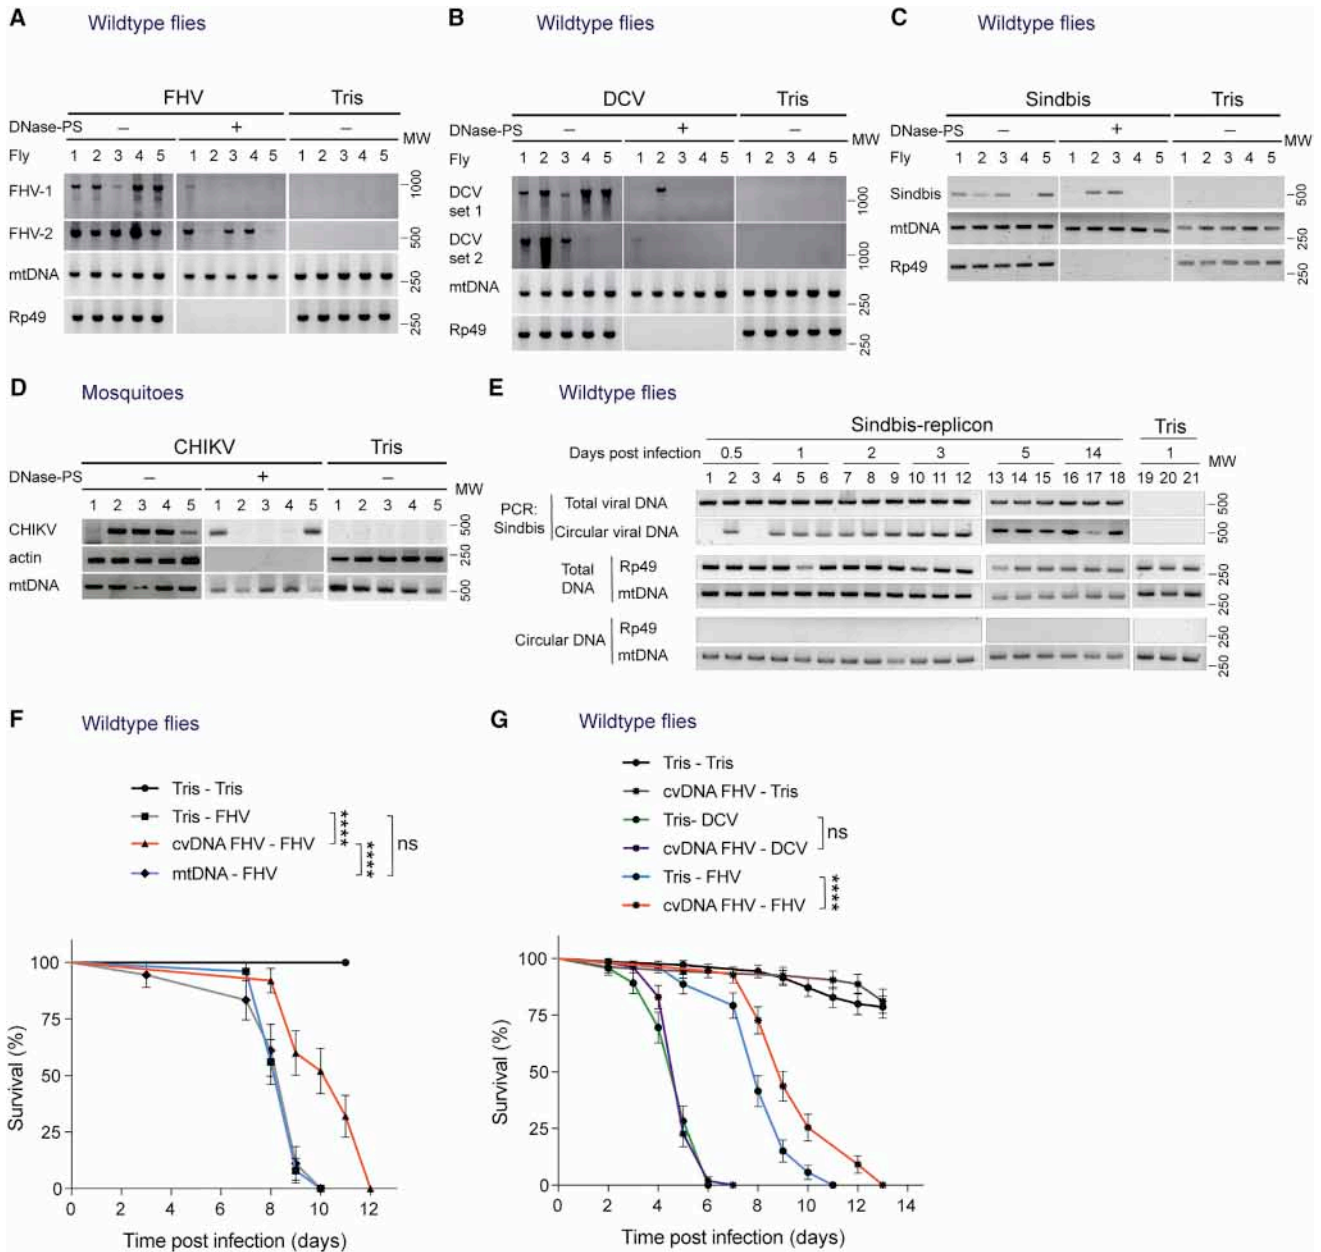 A Wildtype flies
FHV Tris
DNase-PS – + –
MW
Fly 1 2 3 4 5 1 2 3 4 5 1 2 3 4 5
FHV-1 1000
FHV-2 500
mtDNA 250
Rp49 250
B Wildtype flies
DCV Tris
DNase-PS – + –
MW
Fly 1 2 3 4 5 1 2 3 4 5 1 2 3 4 5
DCV
set 1 1000
DCV
set 2 1000
mtDNA 250
Rp49 250
C Wildtype flies
Sindbis Tris
DNase-PS – + –
MW
Fly 1 2 3 4 5 1 2 3 4 5 1 2 3 4 5
Sindbis 500
mtDNA 250
Rp49 250
D Mosquitoes
CHIKV Tris
DNase-PS – + –
MW
1 2 3 4 5 1 2 3 4 5 1 2 3 4 5
CHIKV 500
actin 250
mtDNA 500
E Wildtype flies
Sindbis-replicon Tris
Days post infection 0.5 1 2 3 5 14 1
MW
1 2 3 4 5 6 7 8 9 10 11 12 13 14 15 16 17 18 19 20 21
PCR:
Sindbis
Total viral DNA 500
Circular viral DNA 500
Total
DNA
Rp49 250
mtDNA 250
Circular DNA
Rp49 250
mtDNA 250
F Wildtype flies
Tris - Tris
Tris - FHV
cvDNA FHV - FHV
mtDNA - FHV
**** **** ns
Survival (%)
100
75
50
25
0
0 2 4 6 8 10 12
Time post infection (days)
G Wildtype flies
Tris - Tris
cvDNA FHV - Tris
Tris- DCV
cvDNA FHV - DCV
ns
Tris - FHV
cvDNA FHV - FHV
****
Survival (%)
100
75
50
25
0
0 2 4 6 8 10 12 14
Time post infection (days)